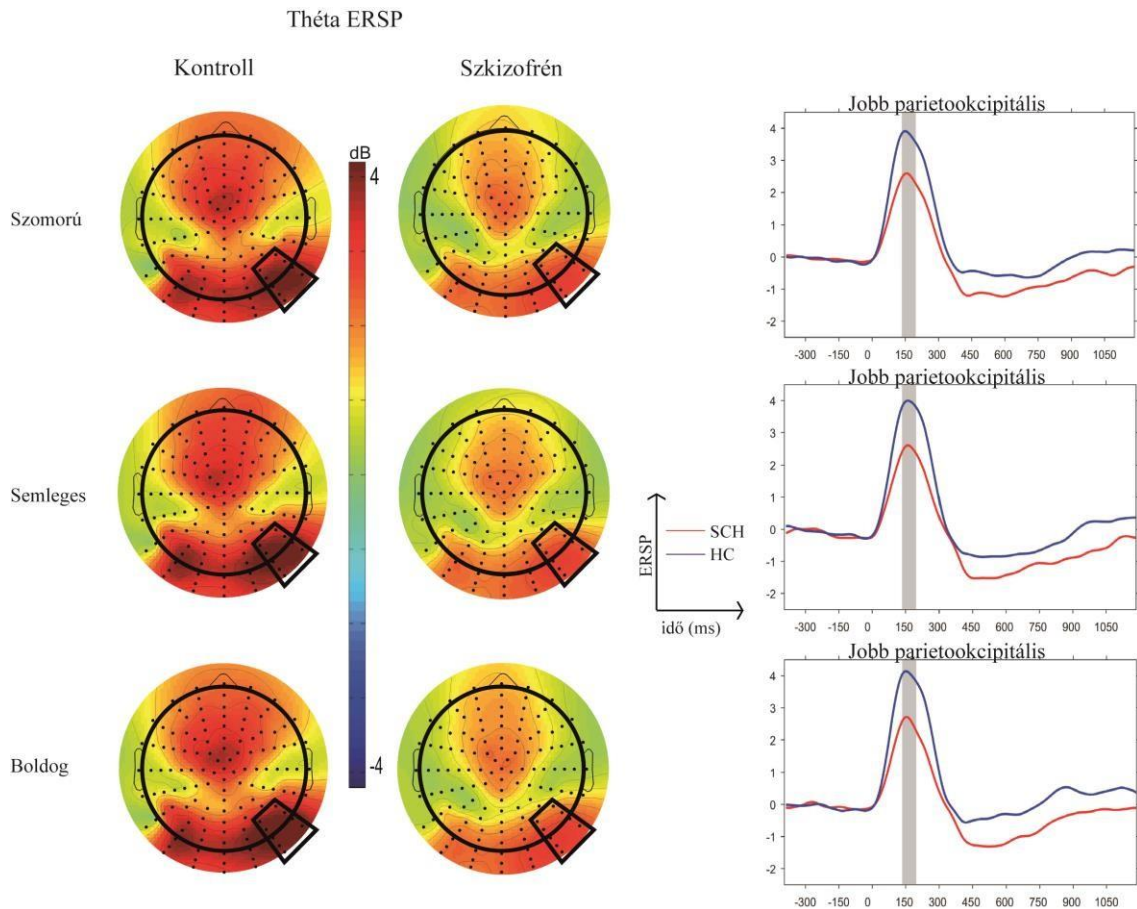 Théta ERSP
Kontroll
Szkizofrén
dB
4
-4
Szomorú
Semleges
Boldog
ERSP
idő (ms)
SCH
HC
Jobb parietookcipitális
4
3
2
1
0
-1
-2
-300 -150 0 150 300 450 600 750 900 1050
Jobb parietookcipitális
4
3
2
1
0
-1
-2
-300 -150 0 150 300 450 600 750 900 1050
Jobb parietookcipitális
4
3
2
1
0
-1
-2
-300 -150 0 150 300 450 600 750 900 1050